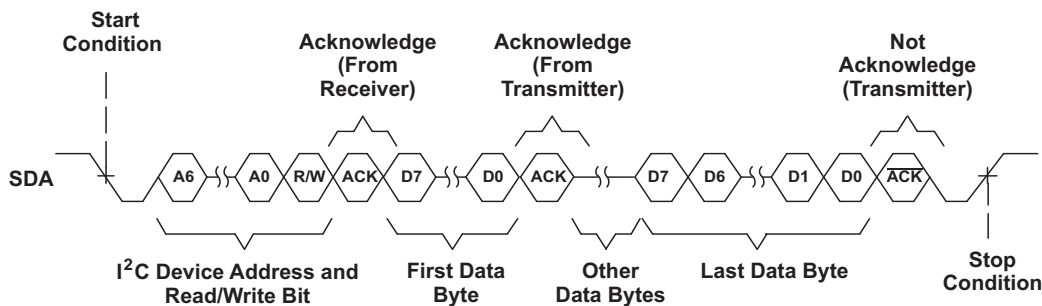 Start
Condition
Acknowledge
(From
Receiver)
Acknowledge
(From
Transmitter)
Not
Acknowledge
(Transmitter)
SDA
A6 A0 R/W ACK D7 D0 ACK D7 D6 D1 D0 A̅C̅K̅
I²C Device Address and
Read/Write Bit
First Data
Byte
Other
Data Bytes
Last Data Byte
Stop
Condition